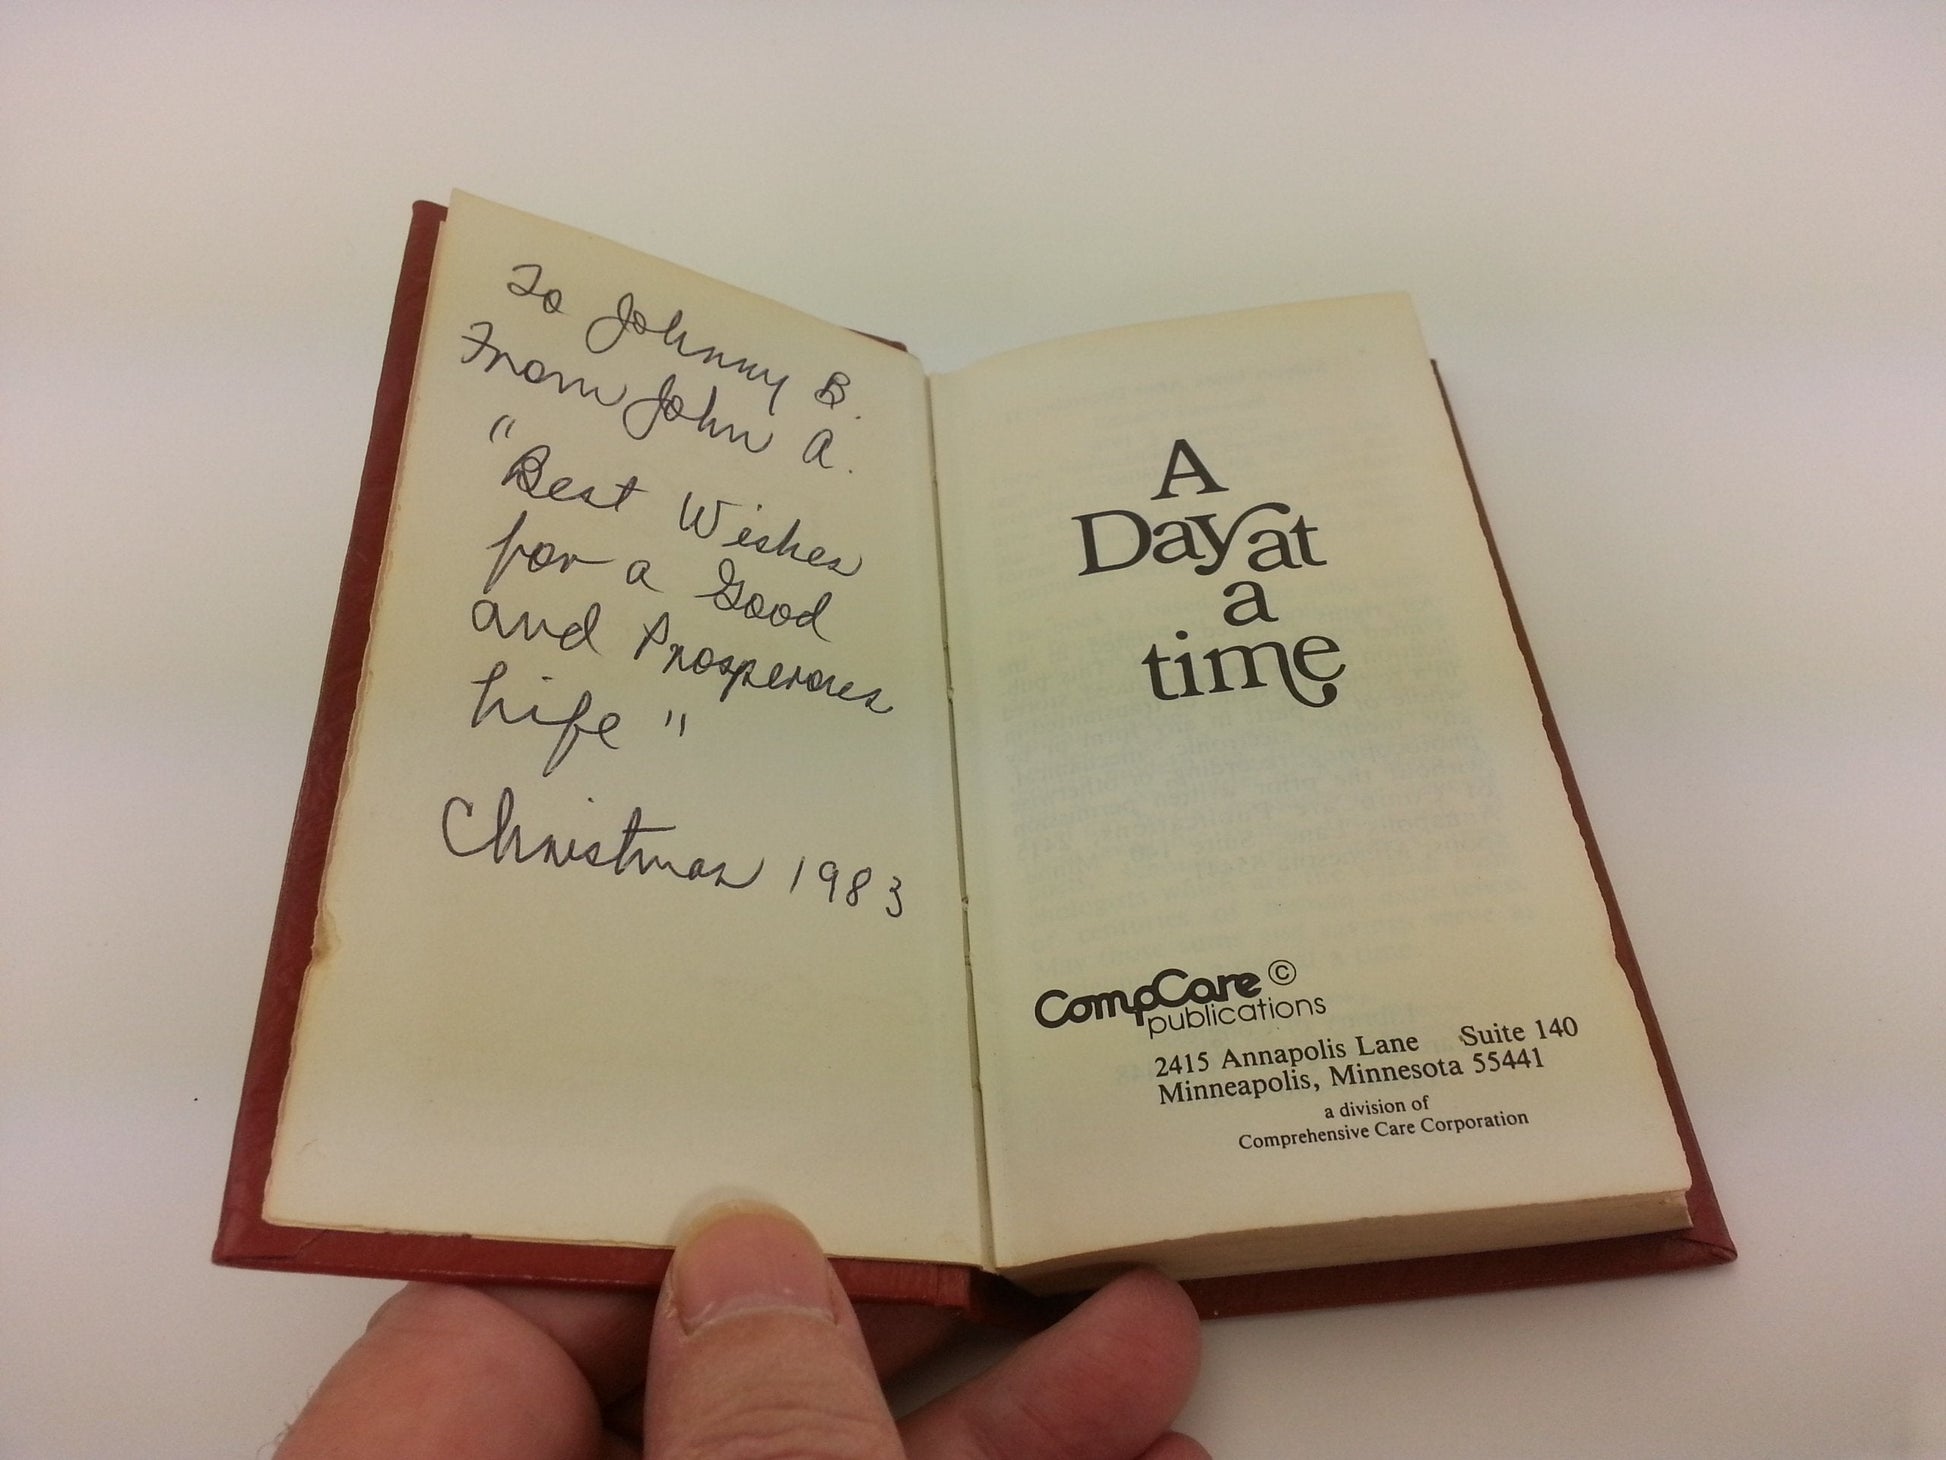 To Johnny B.
From John A.
"Best Wishes
for a Good
and Prosperous
Life"
Christmas 1983
A
Day at
a
time
CompCare ©
publications
2415 Annapolis Lane Suite 140
Minneapolis, Minnesota 55441
a division of
Comprehensive Care Corporation